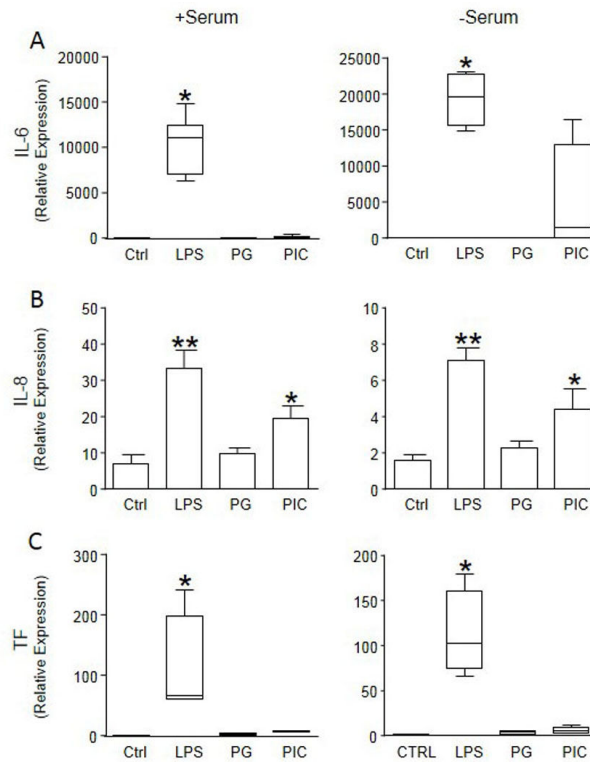 +Serum -Serum
A
IL-6
(Relative Expression)
20000
15000
10000
5000
0
*
Ctrl LPS PG PIC
25000
20000
15000
10000
5000
0
*
Ctrl LPS PG PIC
B
IL-8
(Relative Expression)
50
40
30
20
10
0
**
*
Ctrl LPS PG PIC
8
6
4
2
0
**
*
Ctrl LPS PG PIC
C
TF
(Relative Expression)
300
200
100
0
*
Ctrl LPS PG PIC
200
150
100
50
0
*
CTRL LPS PG PIC